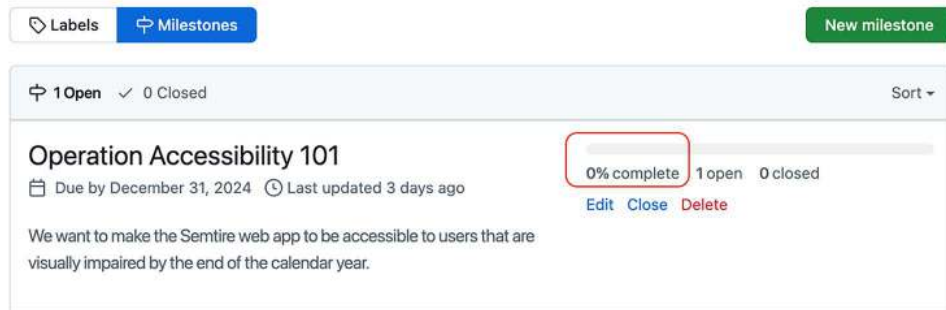 Labels Milestones New milestone
1 Open 0 Closed Sort
Operation Accessibility 101
Due by December 31, 2024 Last updated 3 days ago
0% complete 1 open 0 closed
Edit Close Delete
We want to make the Semtire web app to be accessible to users that are
visually impaired by the end of the calendar year.